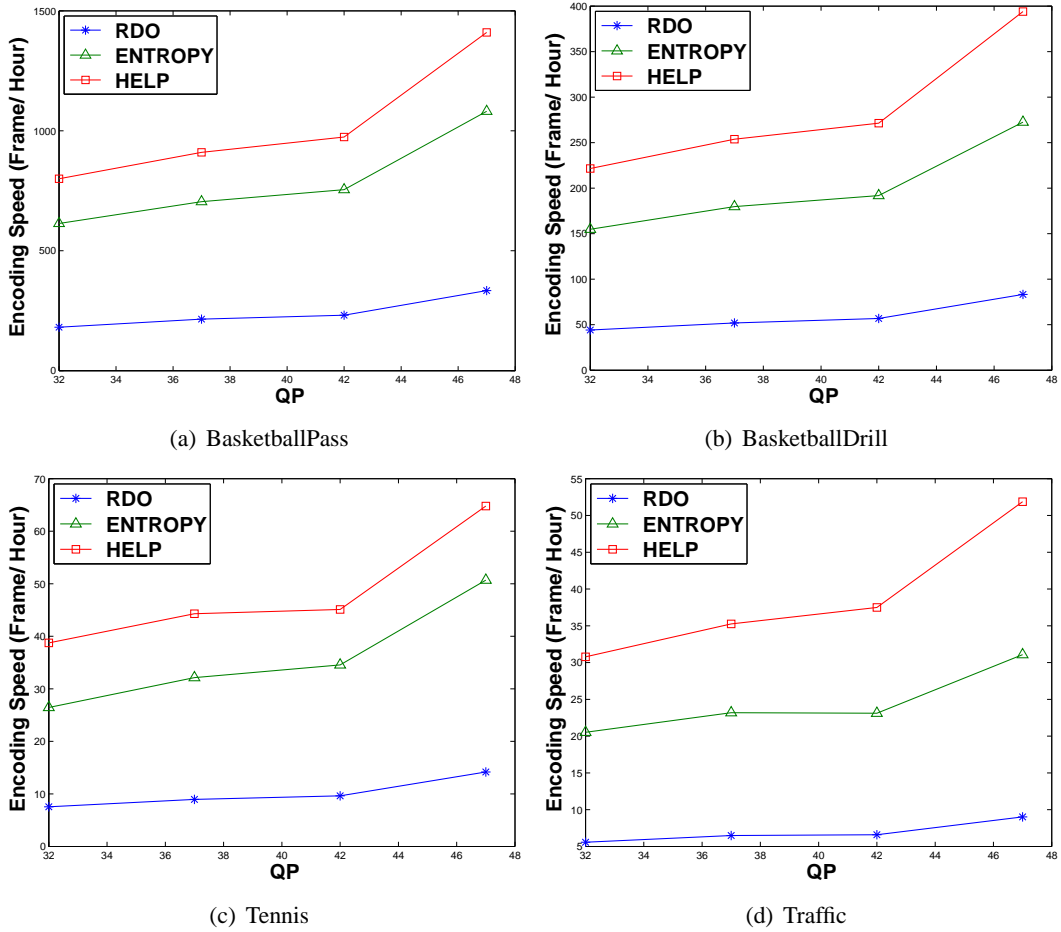 1500
RDO
ENTROPY
HELP
1000
500
0
Encoding Speed (Frame/ Hour)
32 34 36 38 40 42 44 46 48
QP
(a) BasketballPass
400
RDO
ENTROPY
HELP
350
300
250
200
150
100
50
0
Encoding Speed (Frame/ Hour)
32 34 36 38 40 42 44 46 48
QP
(b) BasketballDrill
70
RDO
ENTROPY
HELP
60
50
40
30
20
10
0
Encoding Speed (Frame/ Hour)
32 34 36 38 40 42 44 46 48
QP
(c) Tennis
55
RDO
ENTROPY
HELP
50
45
40
35
30
25
20
15
10
5
Encoding Speed (Frame/ Hour)
32 34 36 38 40 42 44 46 48
QP
(d) Traffic